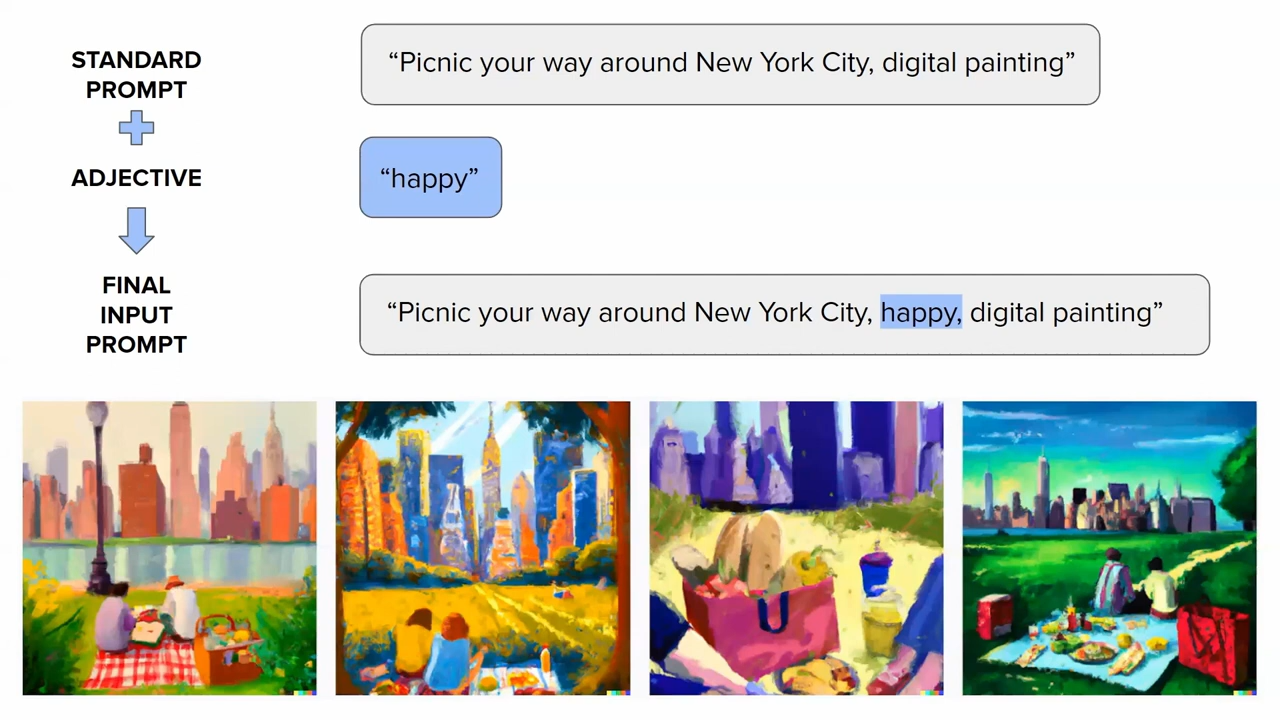 STANDARD
PROMPT
“Picnic your way around New York City, digital painting”
ADJECTIVE
“happy”
FINAL
INPUT
PROMPT
“Picnic your way around New York City, happy, digital painting”